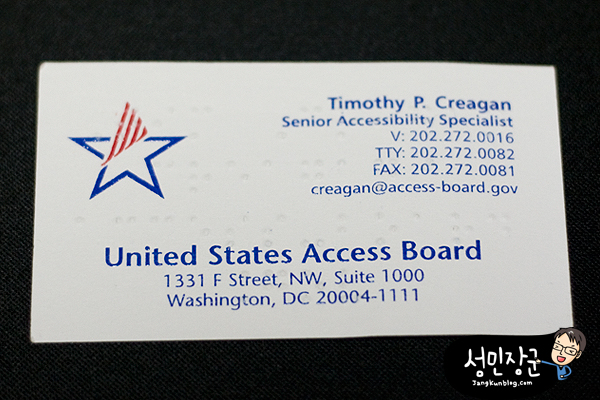 Timothy P. Creagan
Senior Accessibility Specialist
V: 202.272.0016
TTY: 202.272.0082
FAX: 202.272.0081
creagan@access-board.gov
United States Access Board
1331 F Street, NW, Suite 1000
Washington, DC 20004-1111
성민장군
JangKunblog.com